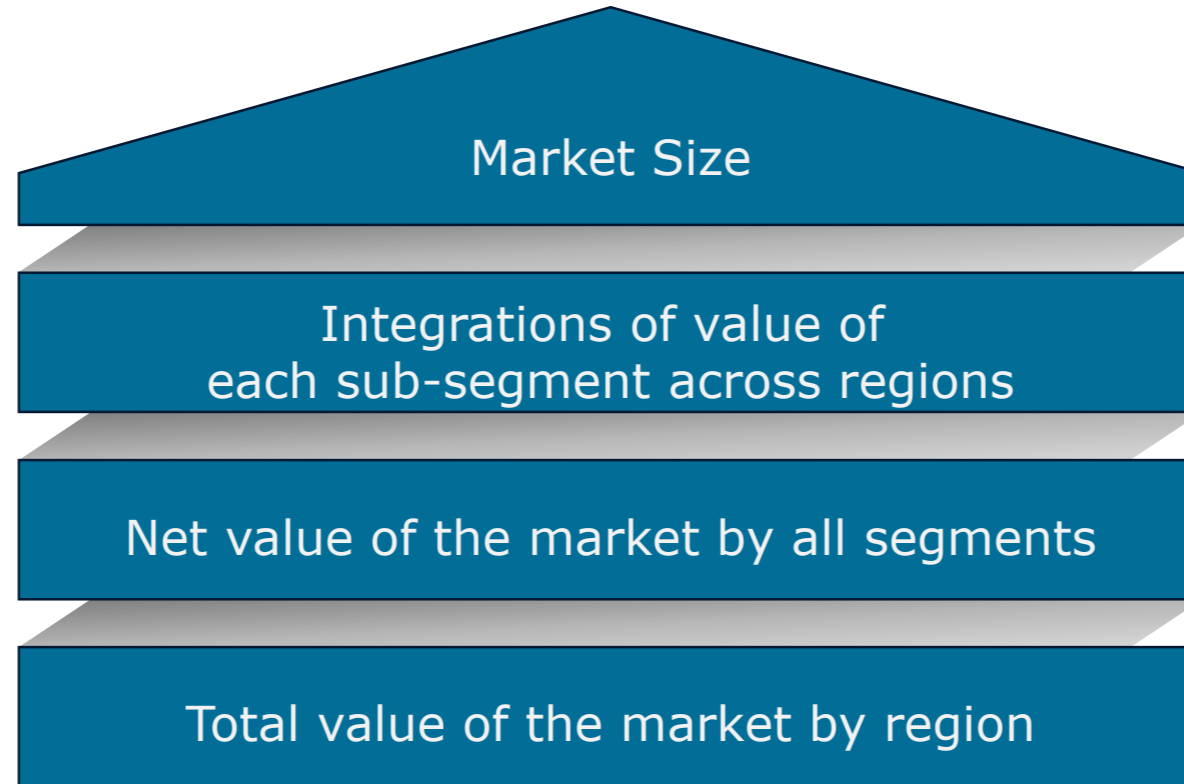 Market Size
Integrations of value of
each sub-segment across regions
Net value of the market by all segments
Total value of the market by region